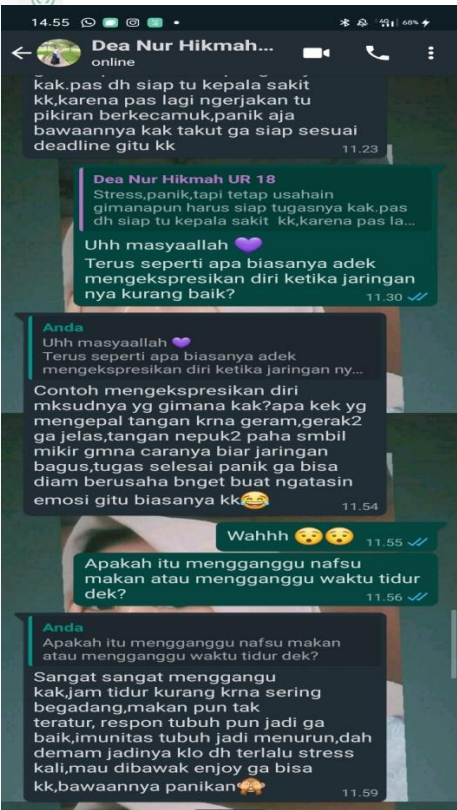 14.55
4G 68%
Dea Nur Hikmah...
online
kak.pas dh siap tu kepala sakit
kk,karena pas lagi ngerjakan tu
pikiran berkecamuk,panik aja
bawaannya kak takut ga siap sesuai
deadline gitu kk
11.23
Dea Nur Hikmah UR 18
Stress,panik,tapi tetap usahain
gimanapun harus siap tugasnya kak.pas
dh siap tu kepala sakit kk,karena pas la...
Uhh masyaallah 💜
Terus seperti apa biasanya adek
mengekspresikan diri ketika jaringan
nya kurang baik?
11.30
Anda
Uhh masyaallah 💜
Terus seperti apa biasanya adek
mengekspresikan diri ketika jaringan ny...
Contoh mengekspresikan diri
mksudnya yg gimana kak?apa kek yg
mengepal tangan krna geram,gerak2
ga jelas,tangan nepuk2 paha smbil
mikir gmna caranya biar jaringan
bagus,tugas selesai panik ga bisa
diam berusaha bnget buat ngatasin
emosi gitu biasanya kk😂
11.54
Wahhh 😯😯
11.55
Apakah itu mengganggu nafsu
makan atau mengganggu waktu tidur
dek?
11.56
Anda
Apakah itu mengganggu nafsu makan
atau mengganggu waktu tidur dek?
Sangat sangat menggangu
kak,jam tidur kurang krna sering
begadang,makan pun tak
teratur, respon tubuh pun jadi ga
baik,imunitas tubuh jadi menurun,dah
demam jadinya klo dh terlalu stress
kali,mau dibawak enjoy ga bisa
kk,bawaannya panikan🙈
11.59